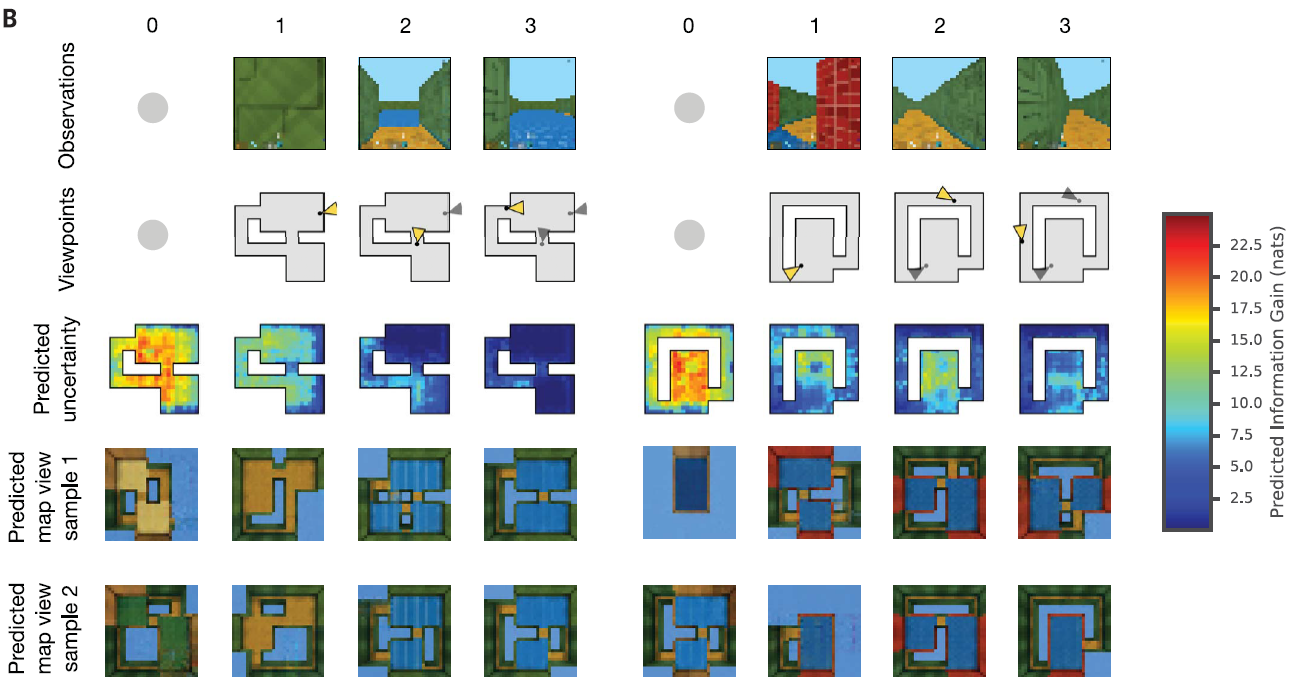 B
0 1 2 3 0 1 2 3
Observations
Viewpoints
Predicted
uncertainty
Predicted
map view
sample 1
Predicted
map view
sample 2
22.5
20.0
17.5
15.0
12.5
10.0
7.5
5.0
2.5
Predicted Information Gain (nats)